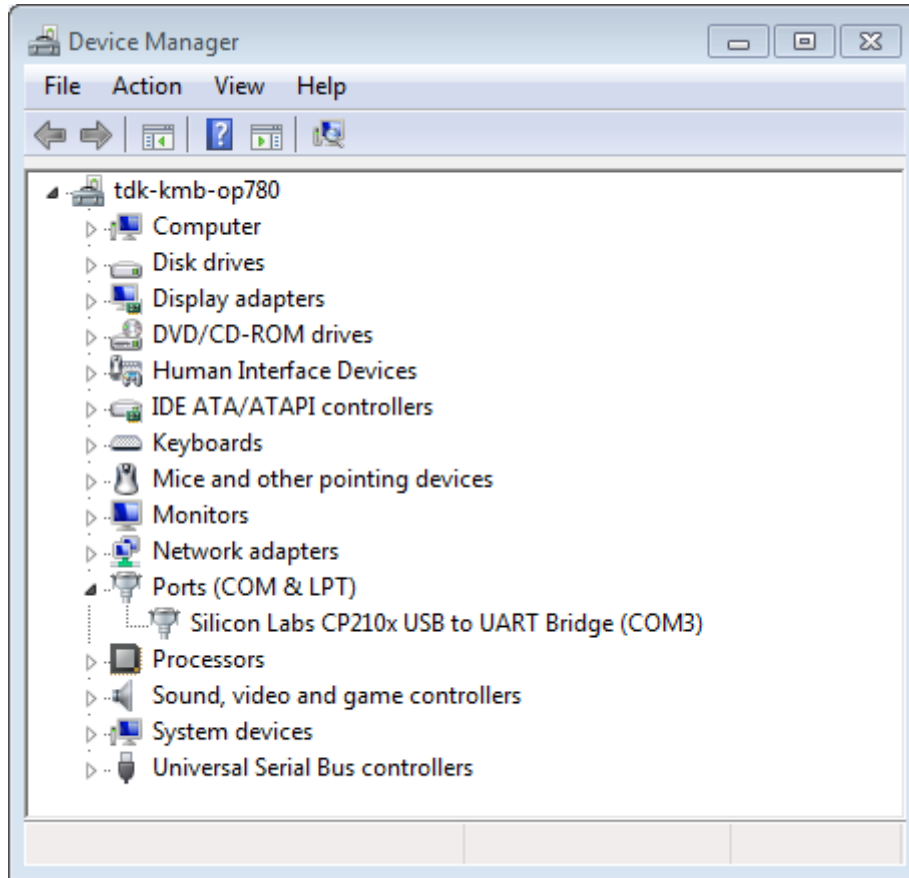 Device Manager
File Action View Help
tdk-kmb-op780
Computer
Disk drives
Display adapters
DVD/CD-ROM drives
Human Interface Devices
IDE ATA/ATAPI controllers
Keyboards
Mice and other pointing devices
Monitors
Network adapters
Ports (COM & LPT)
Silicon Labs CP210x USB to UART Bridge (COM3)
Processors
Sound, video and game controllers
System devices
Universal Serial Bus controllers